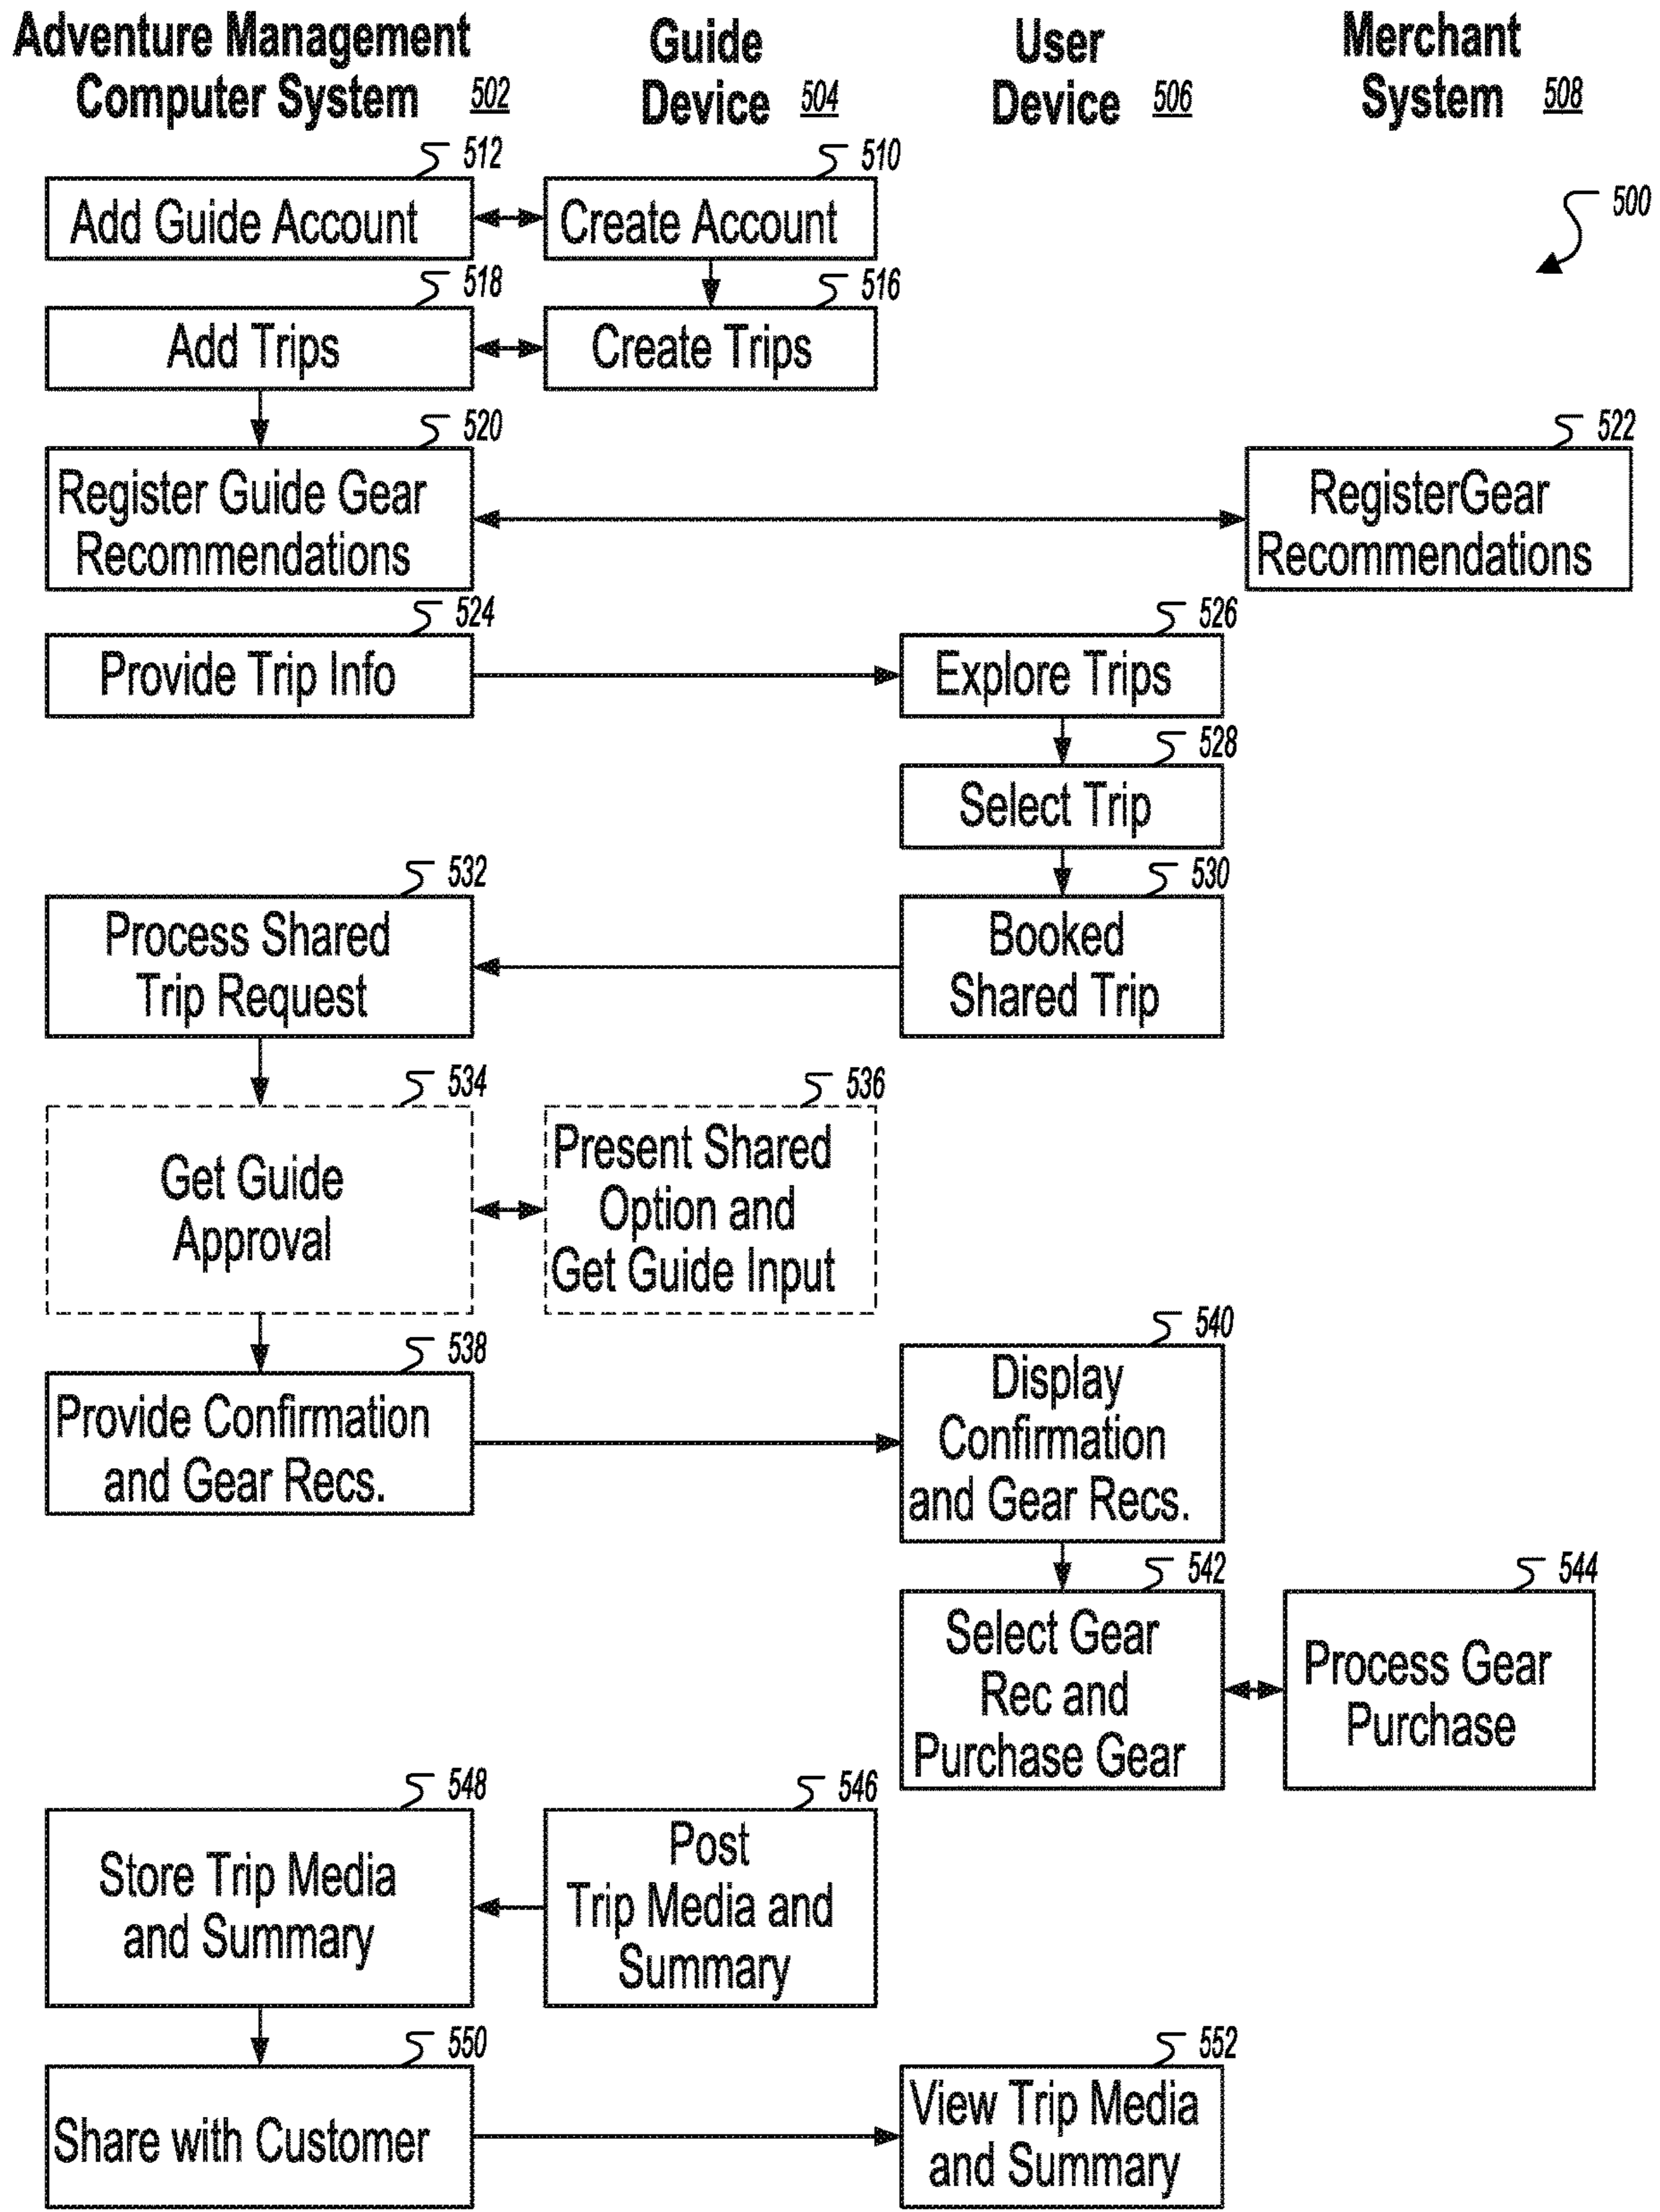 Adventure Management
Computer System 502
Guide
Device 504
User
Device 506
Merchant
System 508
500
512
Add Guide Account
510
Create Account
518
Add Trips
516
Create Trips
520
Register Guide Gear
Recommendations
522
RegisterGear
Recommendations
524
Provide Trip Info
526
Explore Trips
528
Select Trip
532
Process Shared
Trip Request
530
Booked
Shared Trip
534
Get Guide
Approval
536
Present Shared
Option and
Get Guide Input
538
Provide Confirmation
and Gear Recs.
540
Display
Confirmation
and Gear Recs.
542
Select Gear
Rec and
Purchase Gear
544
Process Gear
Purchase
548
Store Trip Media
and Summary
546
Post
Trip Media and
Summary
550
Share with Customer
552
View Trip Media
and Summary